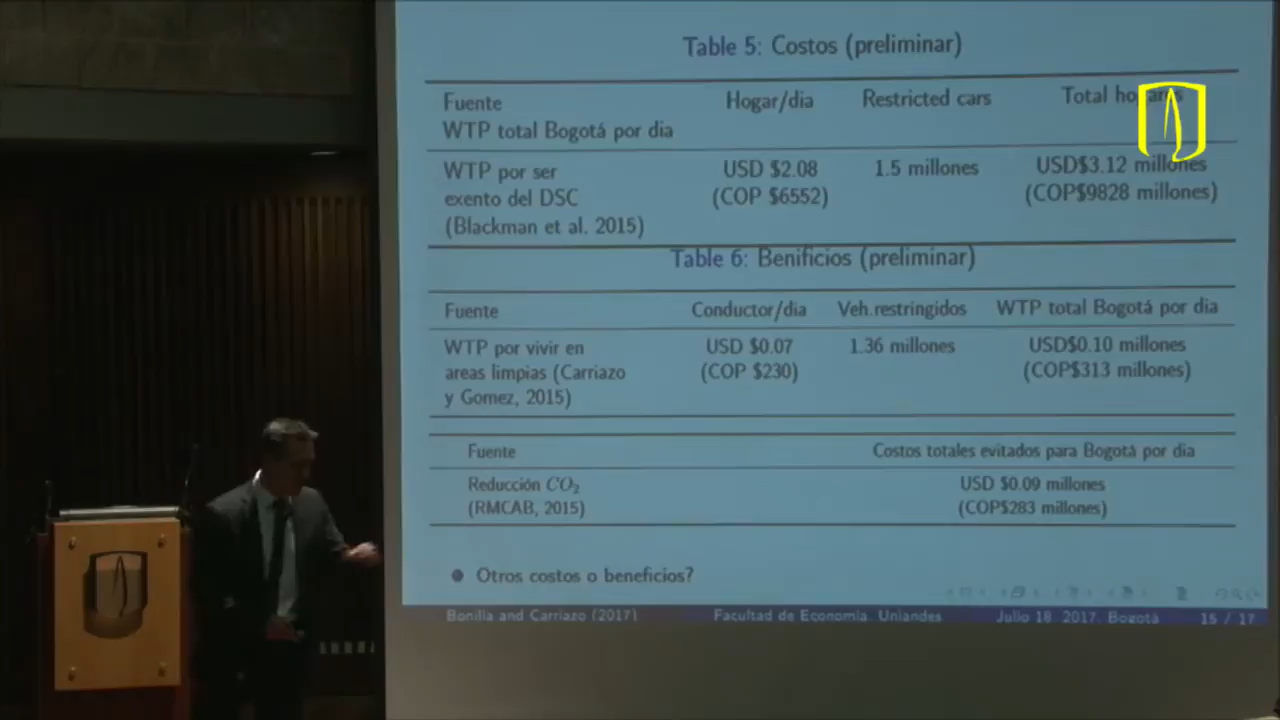 Table 5: Costos (preliminar)
Fuente Hogar/dia Restricted cars Total hogares
WTP total Bogotá por dia
WTP por ser USD $2.08 1.5 millones USD$3.12 millones
exento del DSC (COP $6552) (COP$9828 millones)
(Blackman et al. 2015)
Table 6: Benificios (preliminar)
Fuente Conductor/dia Veh.restringidos WTP total Bogotá por dia
WTP por vivir en USD $0.07 1.36 millones USD$0.10 millones
areas limpias (Carriazo (COP $230) (COP$313 millones)
y Gomez, 2015)
Fuente Costos totales evitados para Bogotá por dia
Reducción CO2 USD $0.09 millones
(RMCAB, 2015) (COP$283 millones)
Otros costos o beneficios?
Bonilla and Carriazo (2017) Facultad de Economía, Uniandes Julio 18, 2017, Bogotá 15 / 17